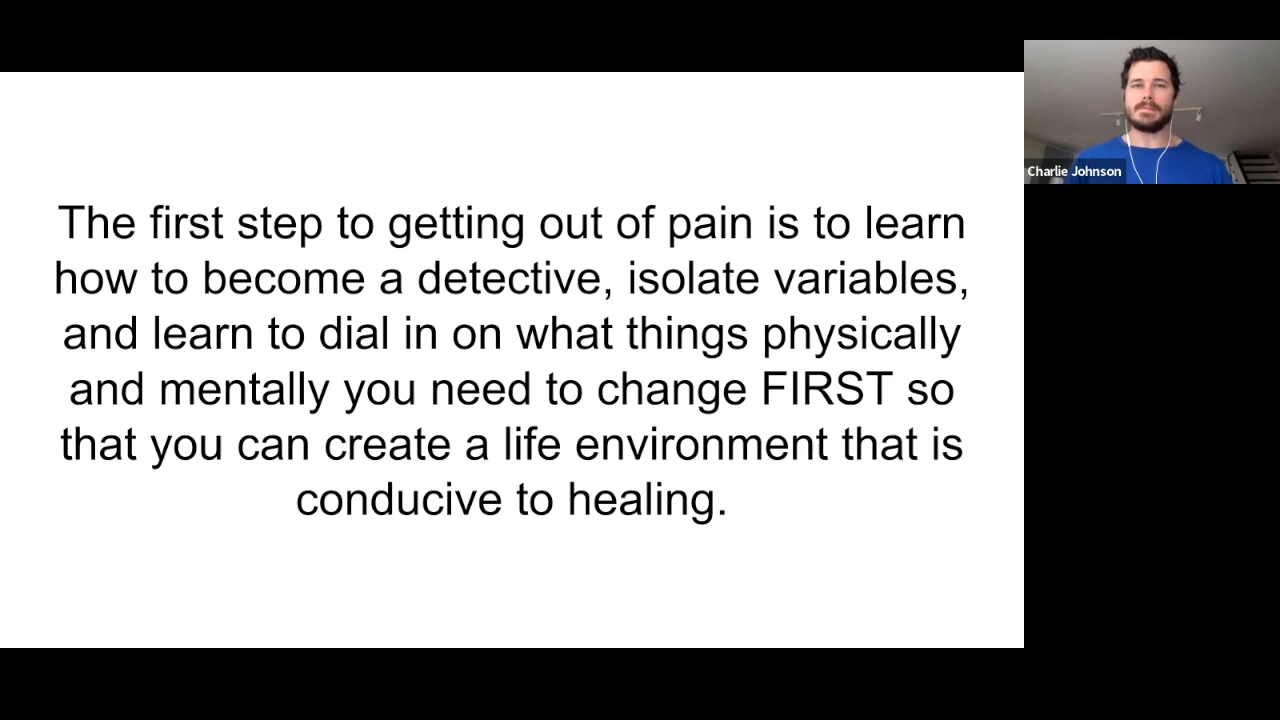 The first step to getting out of pain is to learn
how to become a detective, isolate variables,
and learn to dial in on what things physically
and mentally you need to change FIRST so
that you can create a life environment that is
conducive to healing.
Charlie Johnson